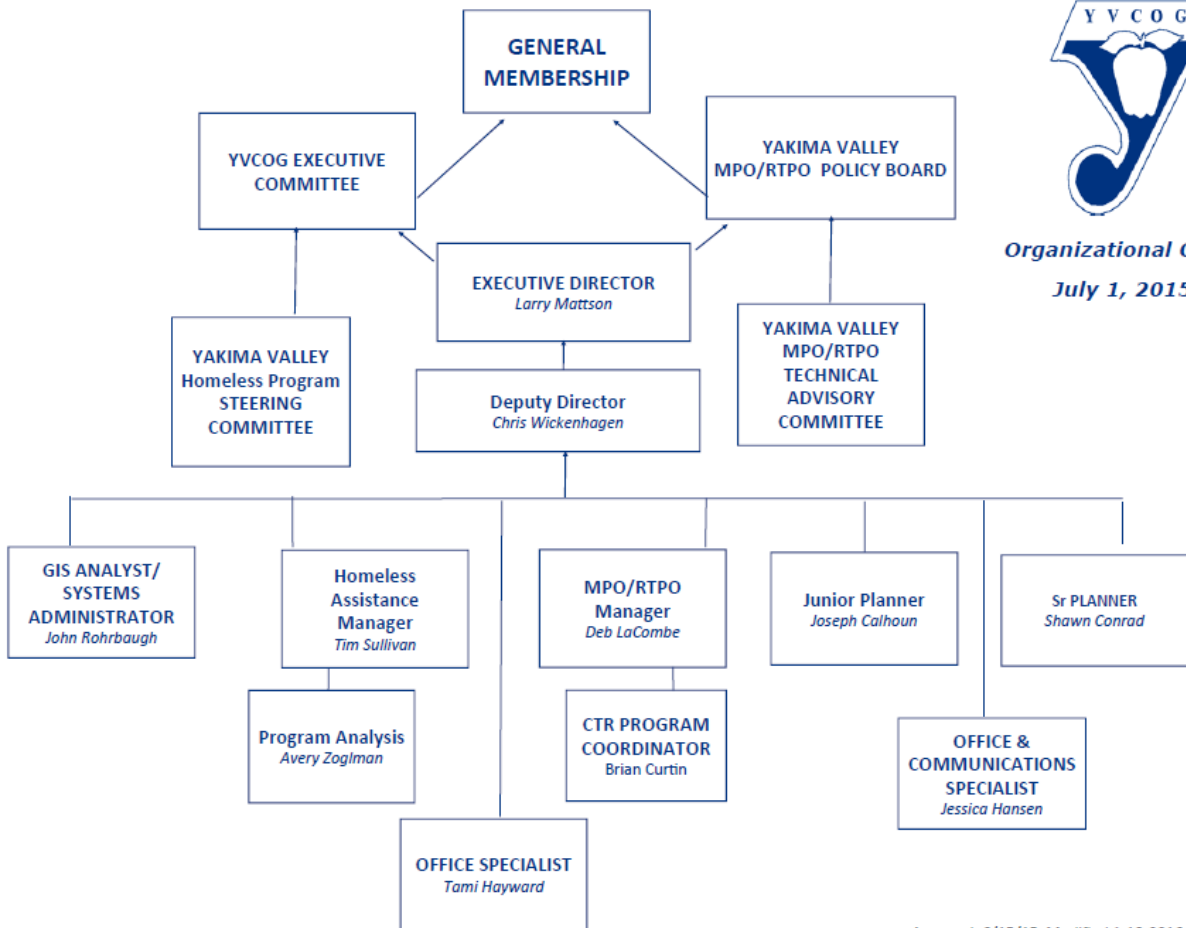 Y V C O G
GENERAL
MEMBERSHIP
YVCOG EXECUTIVE
COMMITTEE
YAKIMA VALLEY
MPO/RTPO POLICY BOARD
Organizational
July 1, 2015
EXECUTIVE DIRECTOR
Larry Mattson
YAKIMA VALLEY
Homeless Program
STEERING
COMMITTEE
Deputy Director
Chris Wickenhagen
YAKIMA VALLEY
MPO/RTPO
TECHNICAL
ADVISORY
COMMITTEE
GIS ANALYST/
SYSTEMS
ADMINISTRATOR
John Rohrbaugh
Homeless
Assistance
Manager
Tim Sullivan
MPO/RTPO
Manager
Deb LaCombe
Junior Planner
Joseph Calhoun
Sr PLANNER
Shawn Conrad
Program Analysis
Avery Zoglman
CTR PROGRAM
COORDINATOR
Brian Curtin
OFFICE &
COMMUNICATIONS
SPECIALIST
Jessica Hansen
OFFICE SPECIALIST
Tami Hayward